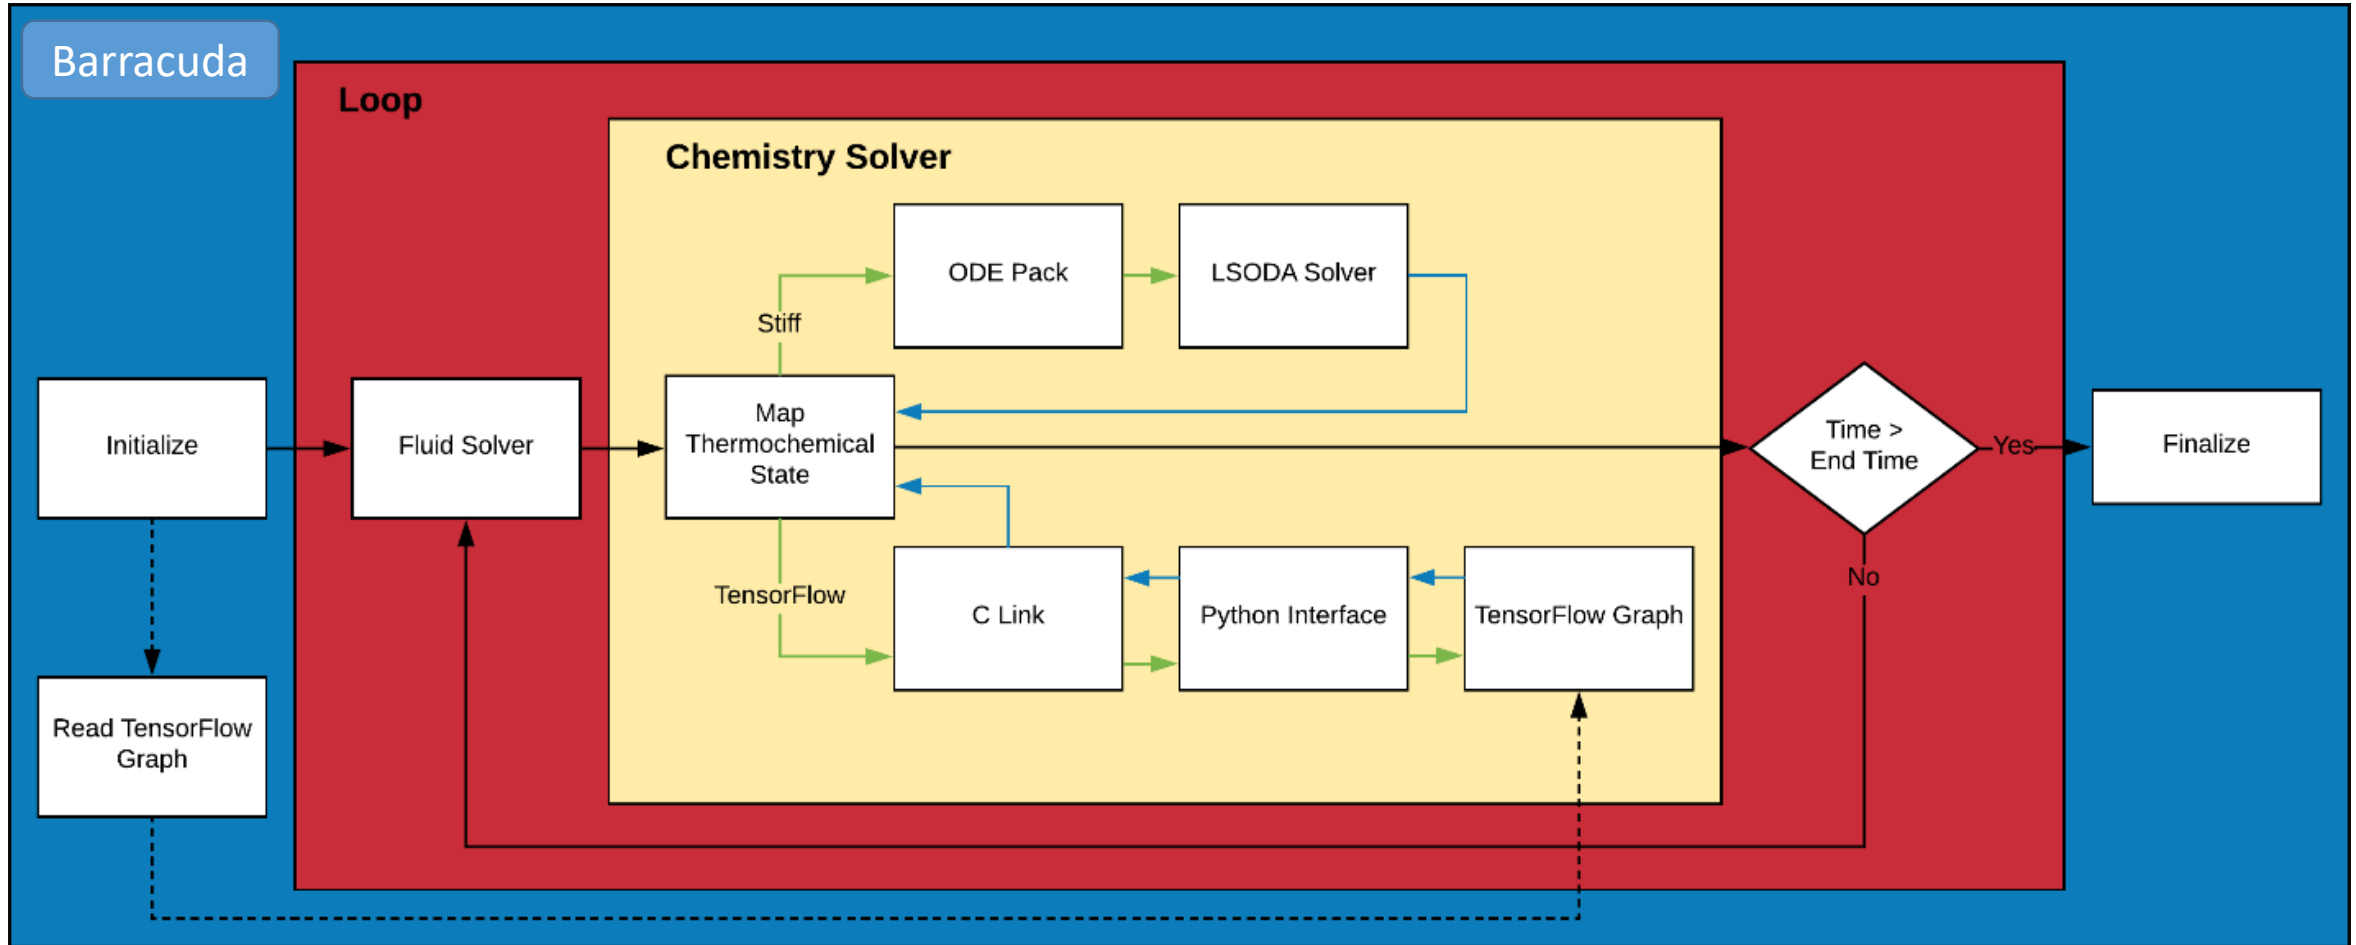 Barracuda
Loop
Chemistry Solver
ODE Pack
LSODA Solver
Stiff
Initialize
Fluid Solver
Map
Thermochemical
State
Time >
End Time
Yes
Finalize
No
TensorFlow
C Link
Python Interface
TensorFlow Graph
Read TensorFlow
Graph